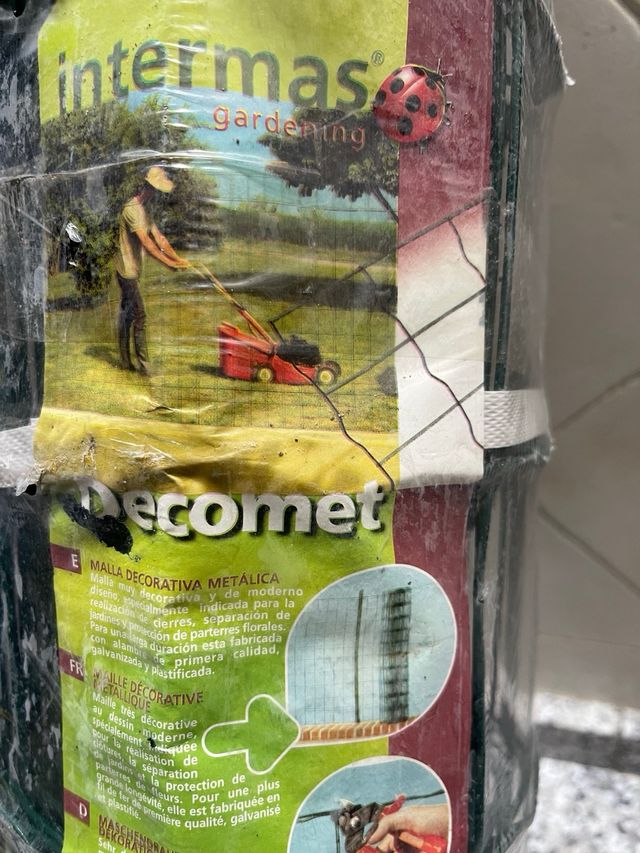 intermas®
gardening
Decomet
E
MALLA DECORATIVA METÁLICA
Malla muy decorativa y de moderno
diseño, especialmente indicada para la
realización de cierres, separación de
jardines y protección de parterres florales.
Para una larga duración esta fabricada
con alambre de primera calidad,
galvanizada y plastificada.
FR
MAILLE DÉCORATIVE
MÉTALLIQUE
Maille très décorative
au dessin moderne,
spécialement indiquée
pour la réalisation de
clôtures, la séparation
de jardins et la protection de
parterres de fleurs. Pour une plus
grande longévité, elle est fabriquée en
fil de fer de première qualité, galvanisé
et plastifié.
D